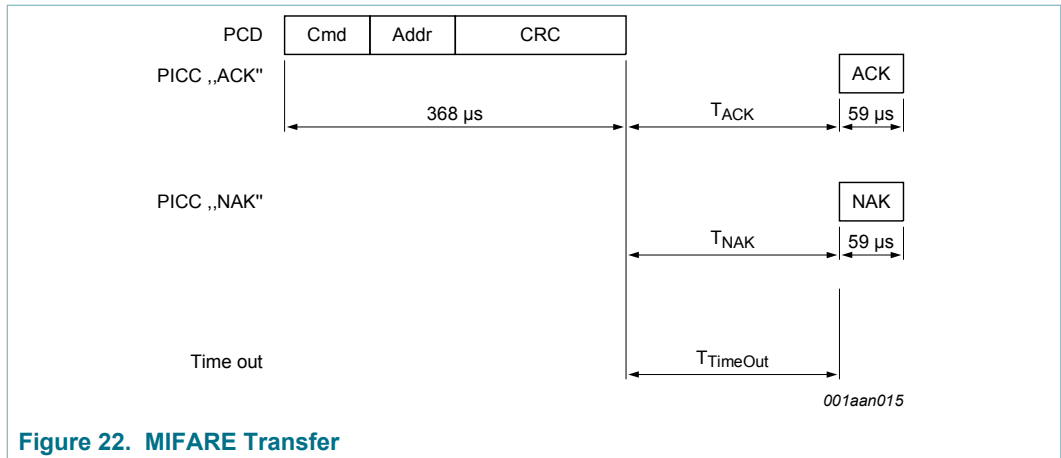 PCD Cmd Addr CRC
PICC ,,ACK" ACK
368 µs TACK 59 µs
PICC ,,NAK" NAK
TNAK 59 µs
Time out TTimeOut
001aan015
Figure 22. MIFARE Transfer